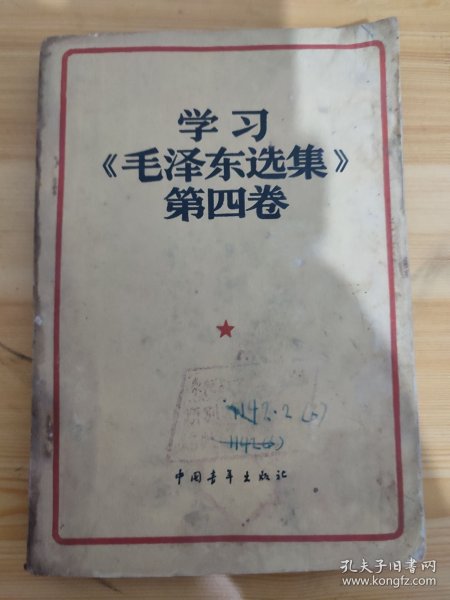 学习
《毛泽东选集》
第四卷
中国青年出版社
孔夫子旧书网
www.kongfz.com